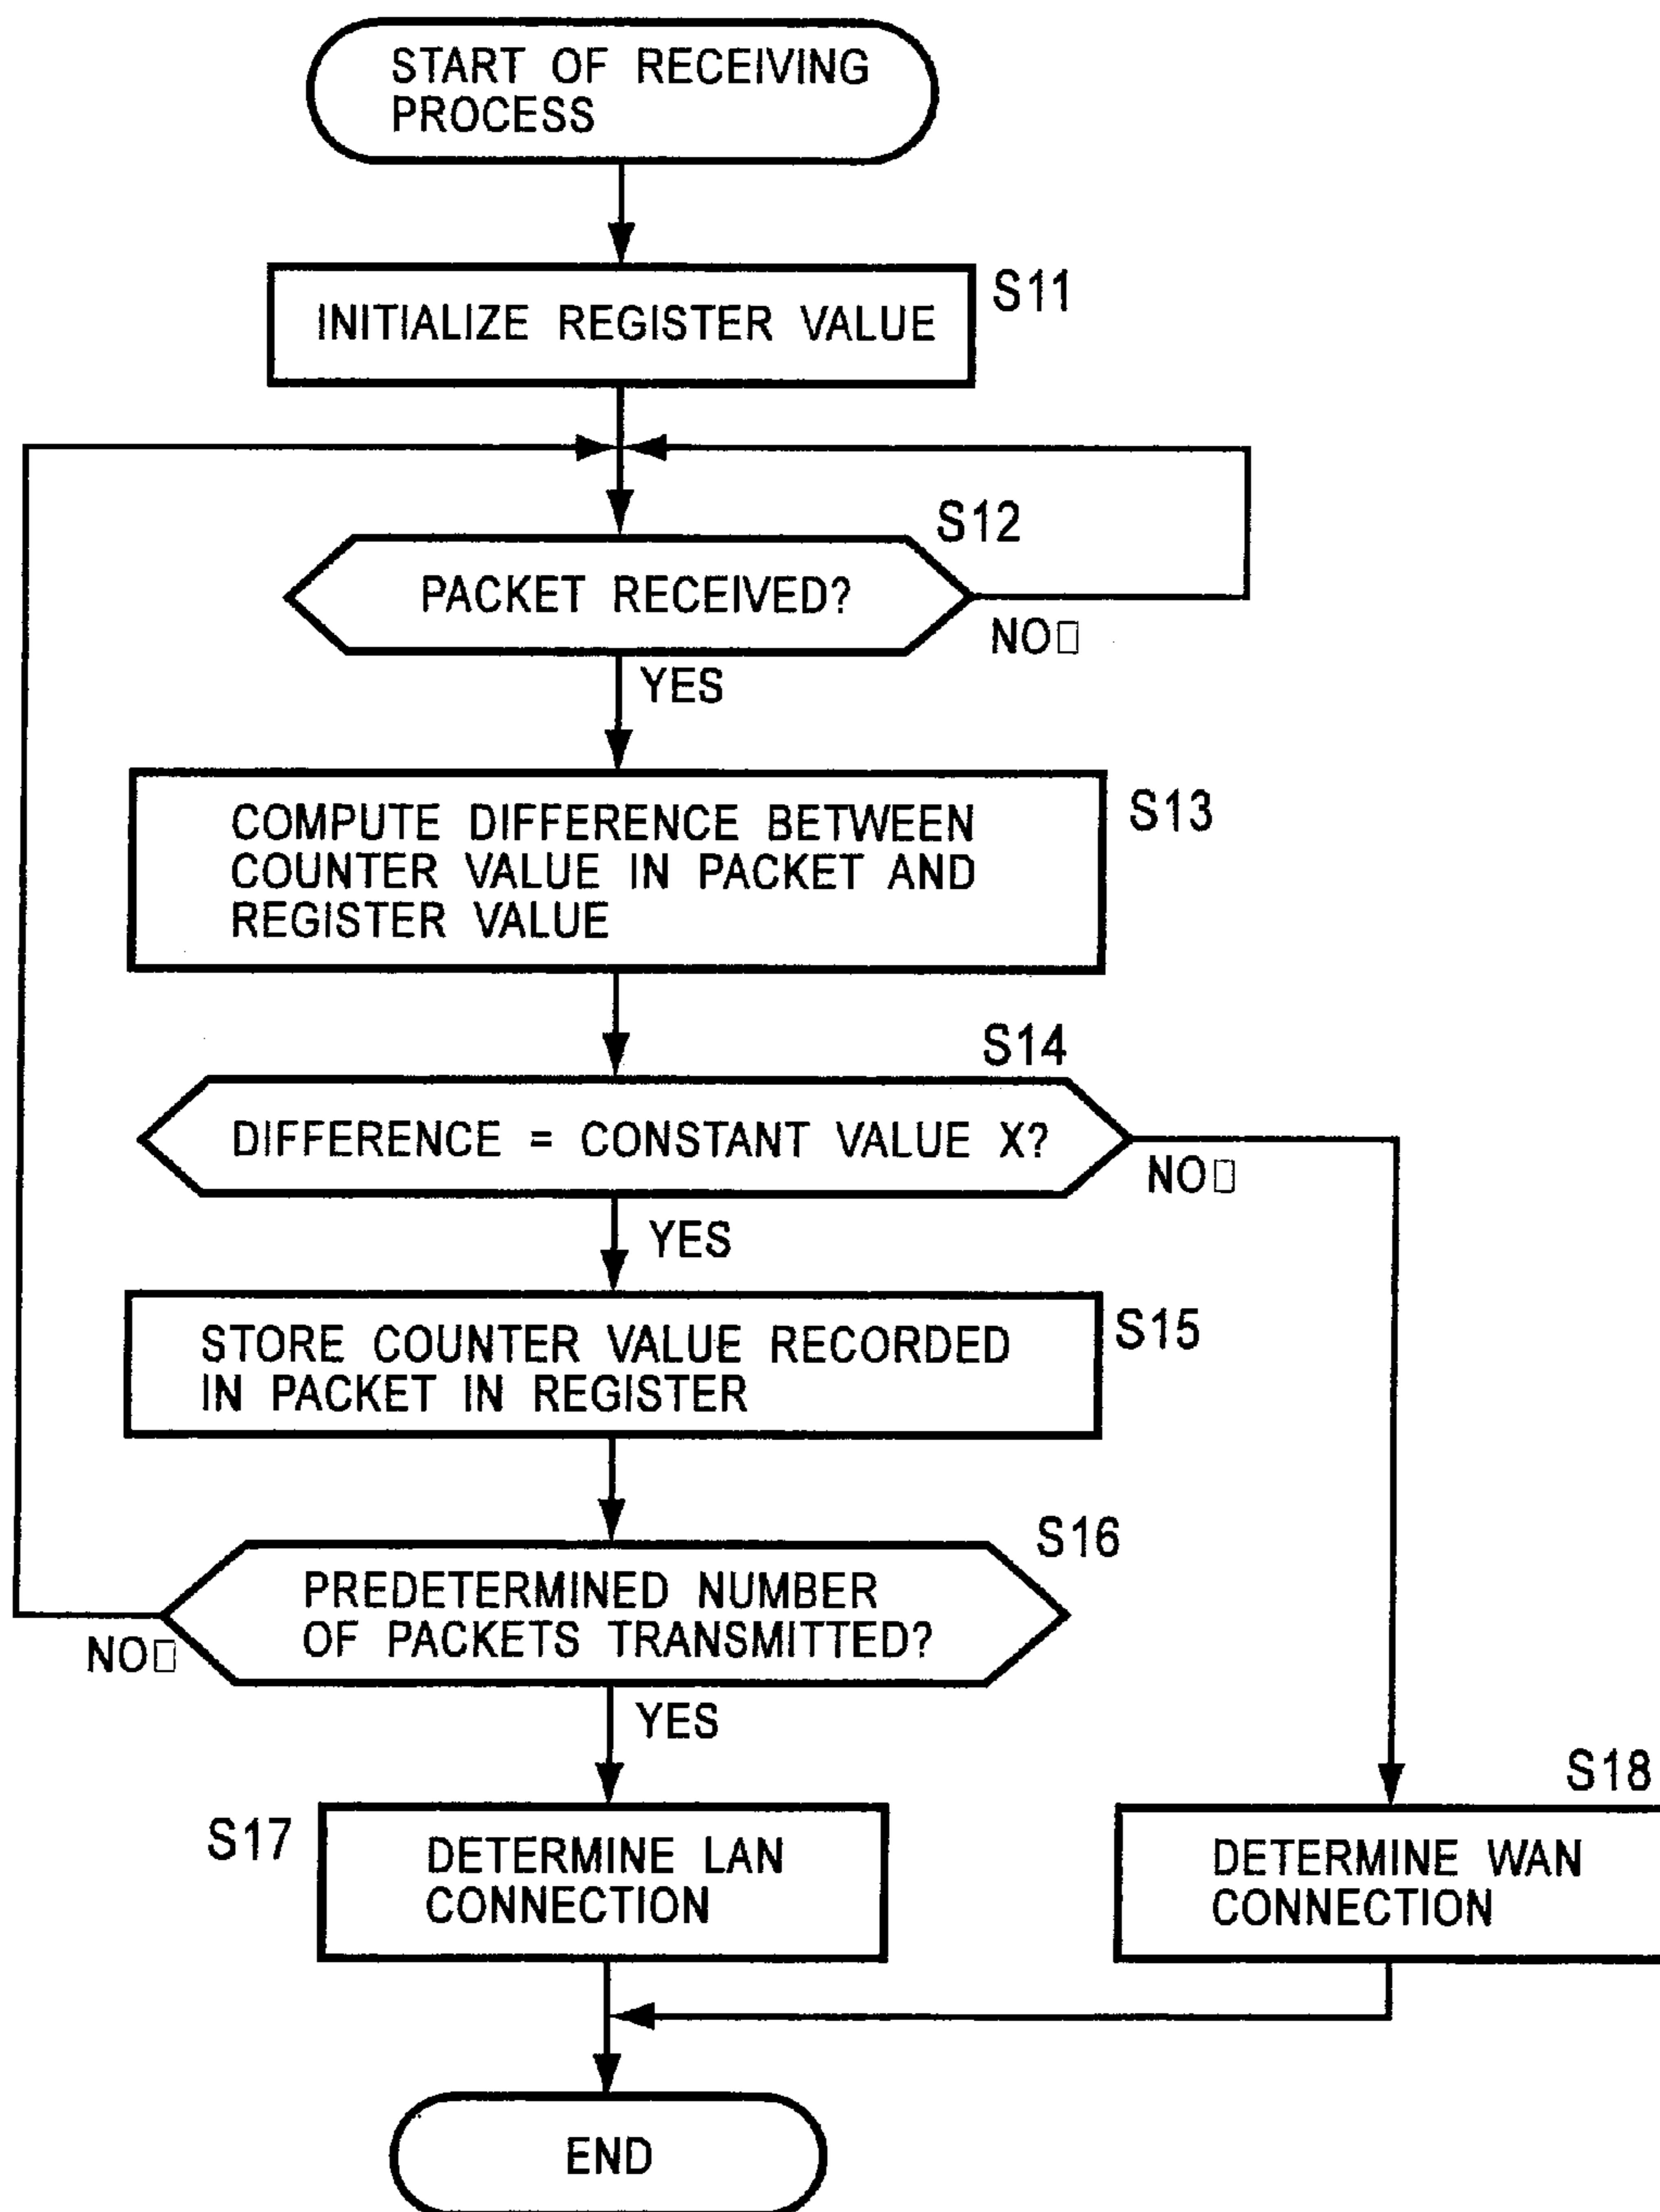 START OF RECEIVING
PROCESS
S11
INITIALIZE REGISTER VALUE
S12
PACKET RECEIVED?
NO□
YES
S13
COMPUTE DIFFERENCE BETWEEN
COUNTER VALUE IN PACKET AND
REGISTER VALUE
S14
DIFFERENCE = CONSTANT VALUE X?
NO□
YES
S15
STORE COUNTER VALUE RECORDED
IN PACKET IN REGISTER
S16
PREDETERMINED NUMBER
OF PACKETS TRANSMITTED?
NO□
YES
S17
DETERMINE LAN
CONNECTION
S18
DETERMINE WAN
CONNECTION
END